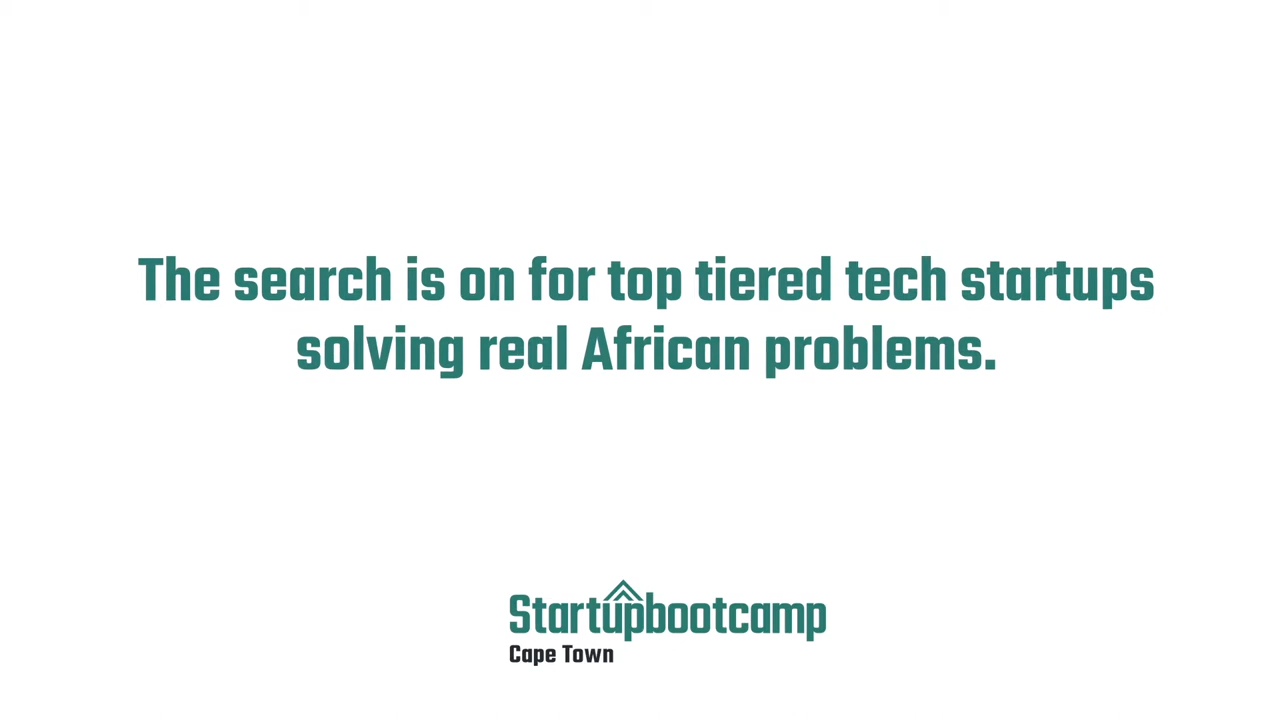 The search is on for top tiered tech startups
solving real African problems.
Startupbootcamp
Cape Town